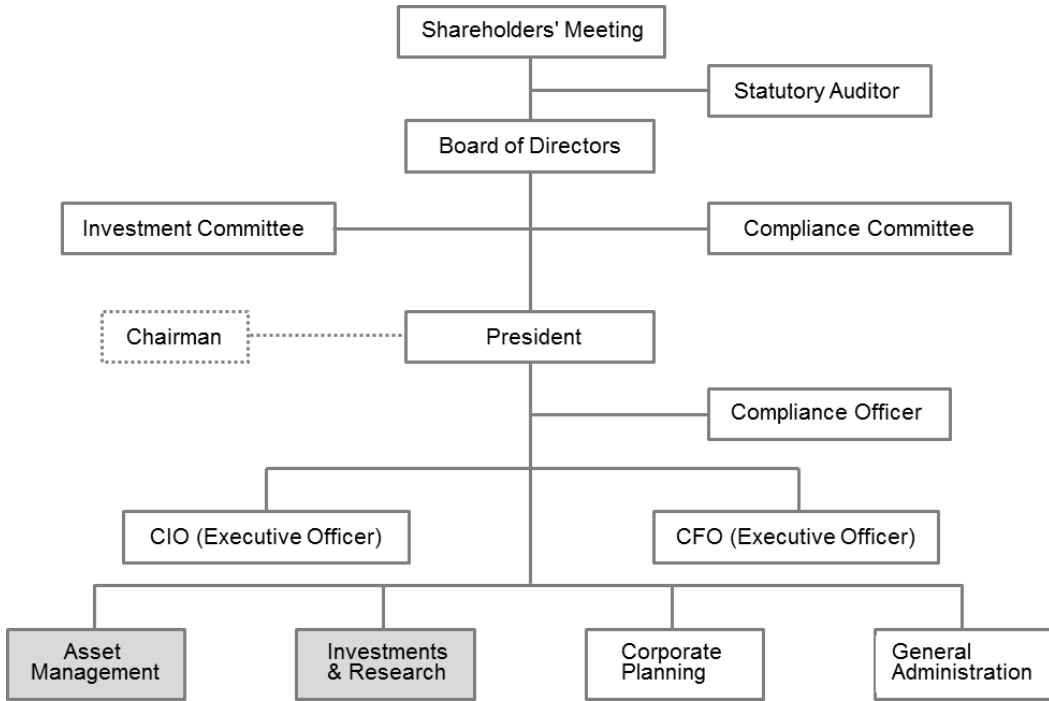 Shareholders' Meeting
Statutory Auditor
Board of Directors
Investment Committee
Compliance Committee
Chairman
President
Compliance Officer
CIO (Executive Officer)
CFO (Executive Officer)
Asset
Management
Investments
& Research
Corporate
Planning
General
Administration